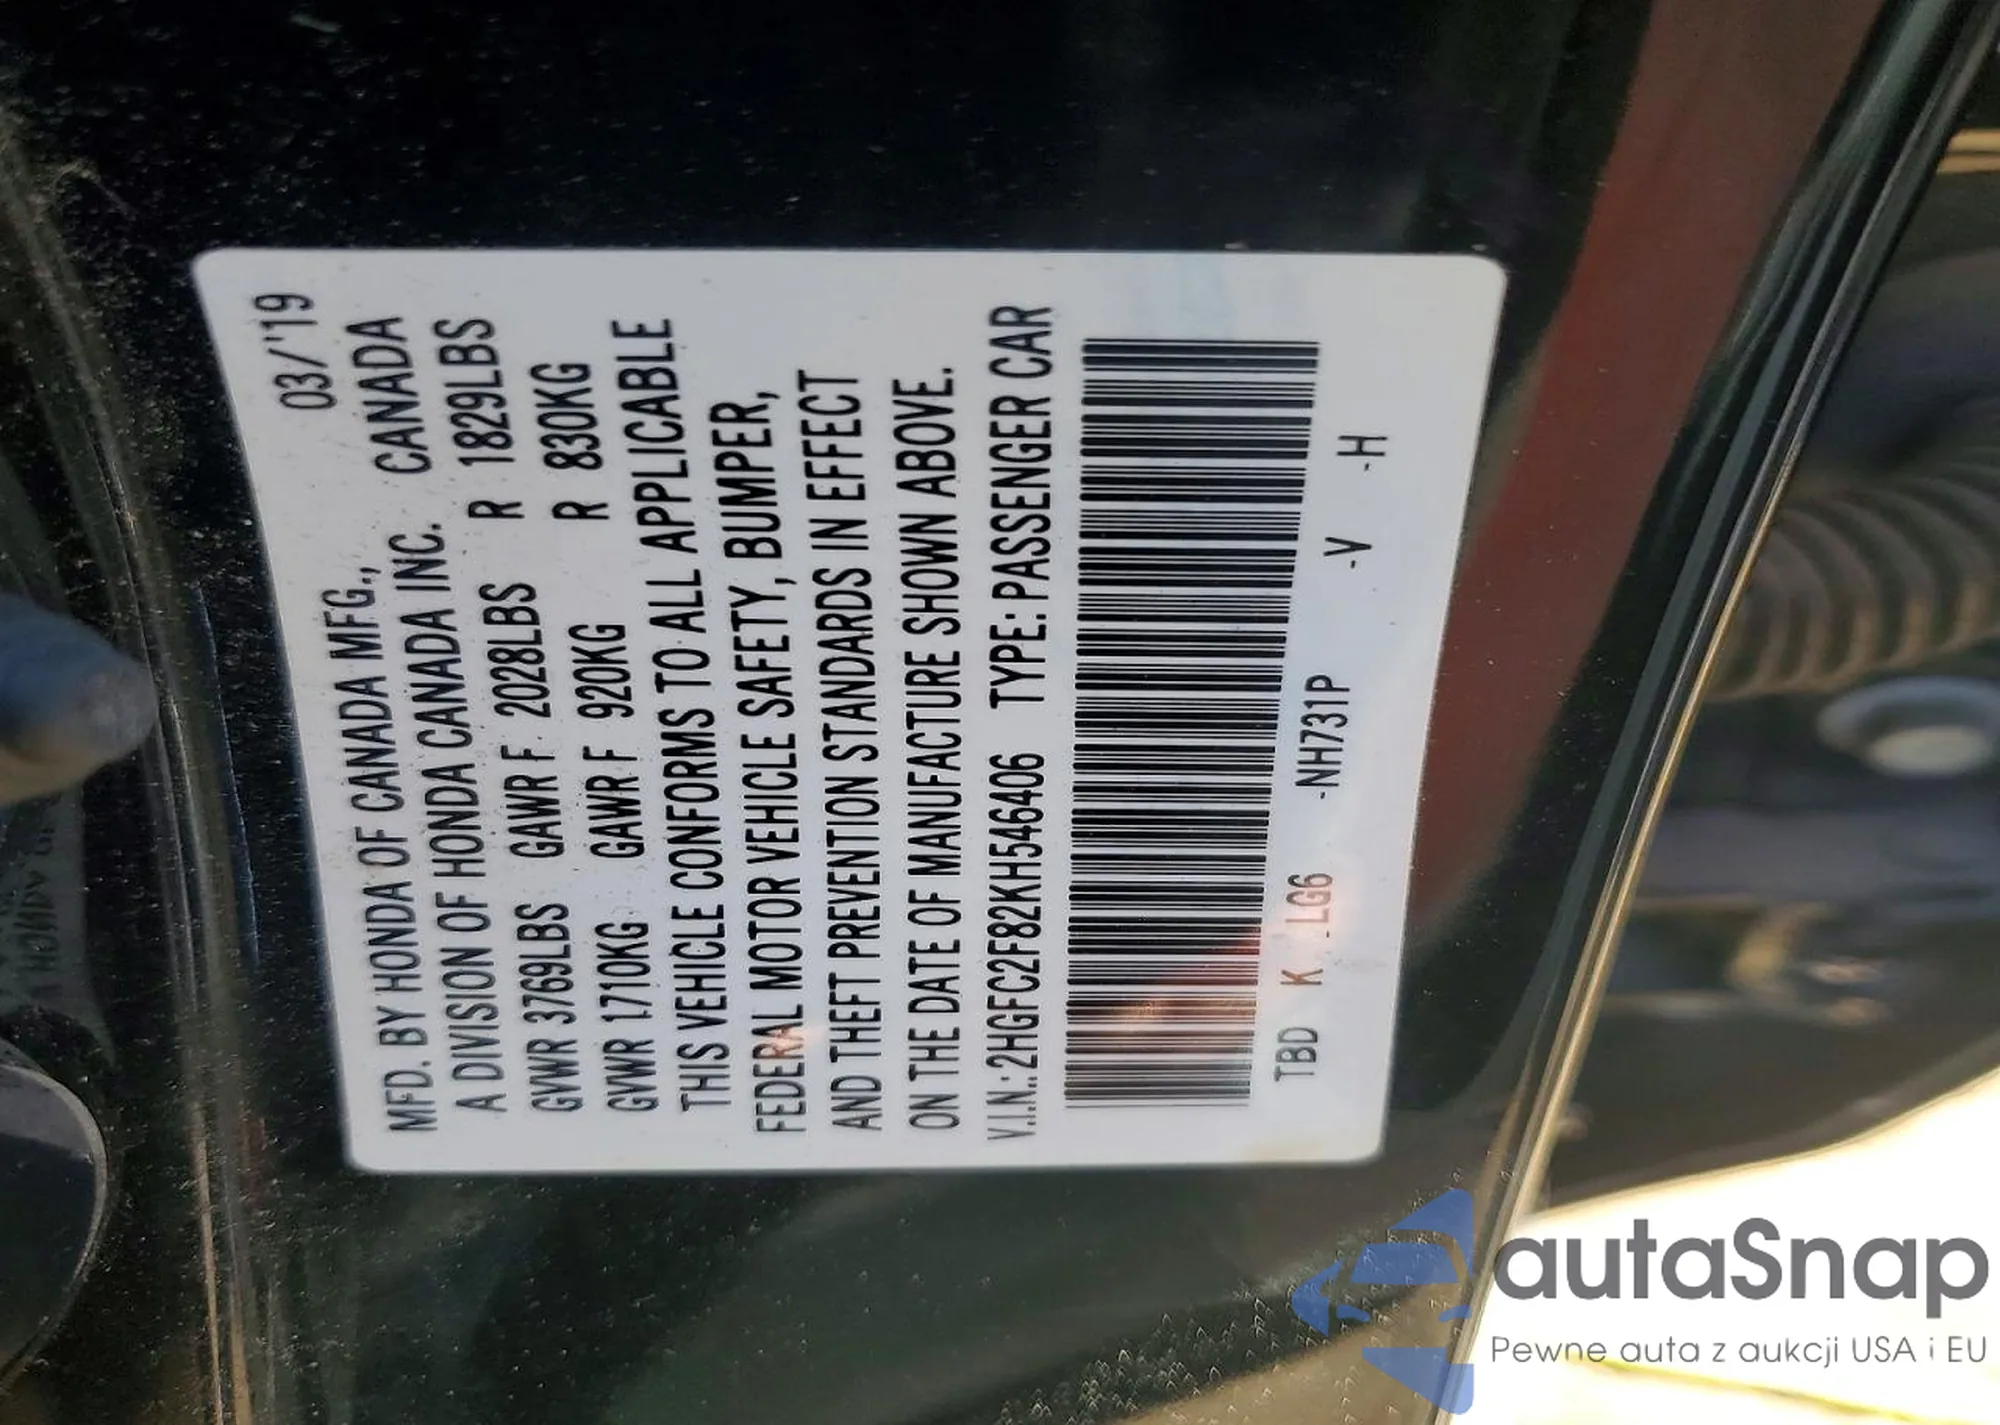 03/'19
MFD. BY HONDA OF CANADA MFG.,
A DIVISION OF HONDA CANADA INC. CANADA
GVWR 3769LBS GAWR F 2028LBS R 1829LBS
GVWR 1710KG GAWR F 920KG R 830KG
THIS VEHICLE CONFORMS TO ALL APPLICABLE
FEDERAL MOTOR VEHICLE SAFETY, BUMPER,
AND THEFT PREVENTION STANDARDS IN EFFECT
ON THE DATE OF MANUFACTURE SHOWN ABOVE.
V.I.N.:2HGFC2F82KH546406 TYPE:PASSENGER CAR
TBD K -LG6 -NH731P -V -H
autaSnap
Pewne auta z aukcji USA i EU